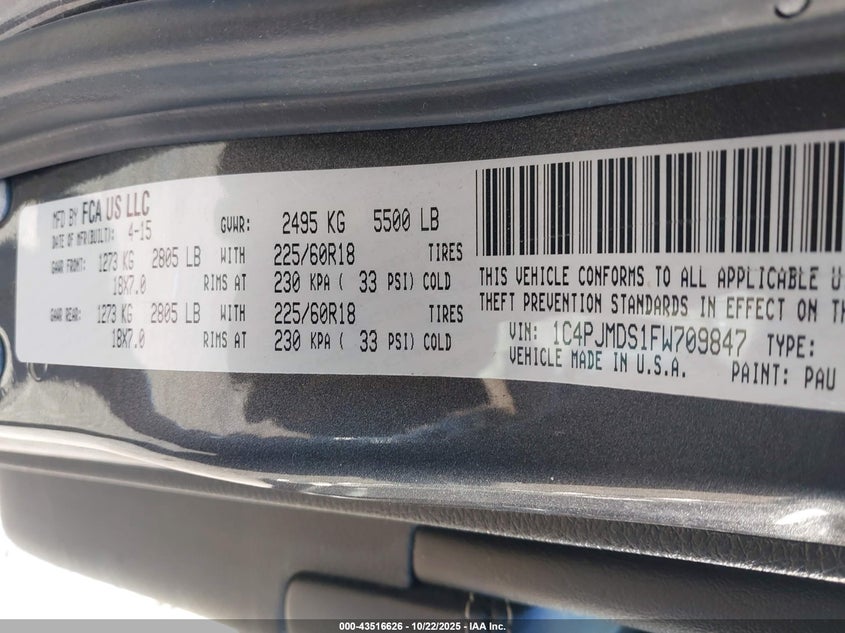 MFD BY FCA US LLC
DATE OF MFR(BUILT): 4-15 GVWR: 2495 KG 5500 LB
GAWR FRONT: 1273 KG 2805 LB WITH 225/60R18 TIRES
18X7.0 RIMS AT 230 KPA ( 33 PSI) COLD
GAWR REAR: 1273 KG 2805 LB WITH 225/60R18 TIRES
18X7.0 RIMS AT 230 KPA ( 33 PSI) COLD
THIS VEHICLE CONFORMS TO ALL APPLICABLE
THEFT PREVENTION STANDARDS IN EFFECT ON
VIN: 1C4PJMDS1FW709847 TYPE:
VEHICLE MADE IN U.S.A. PAINT: PAU
000-43516626 - 10/22/2025 - IAA Inc.